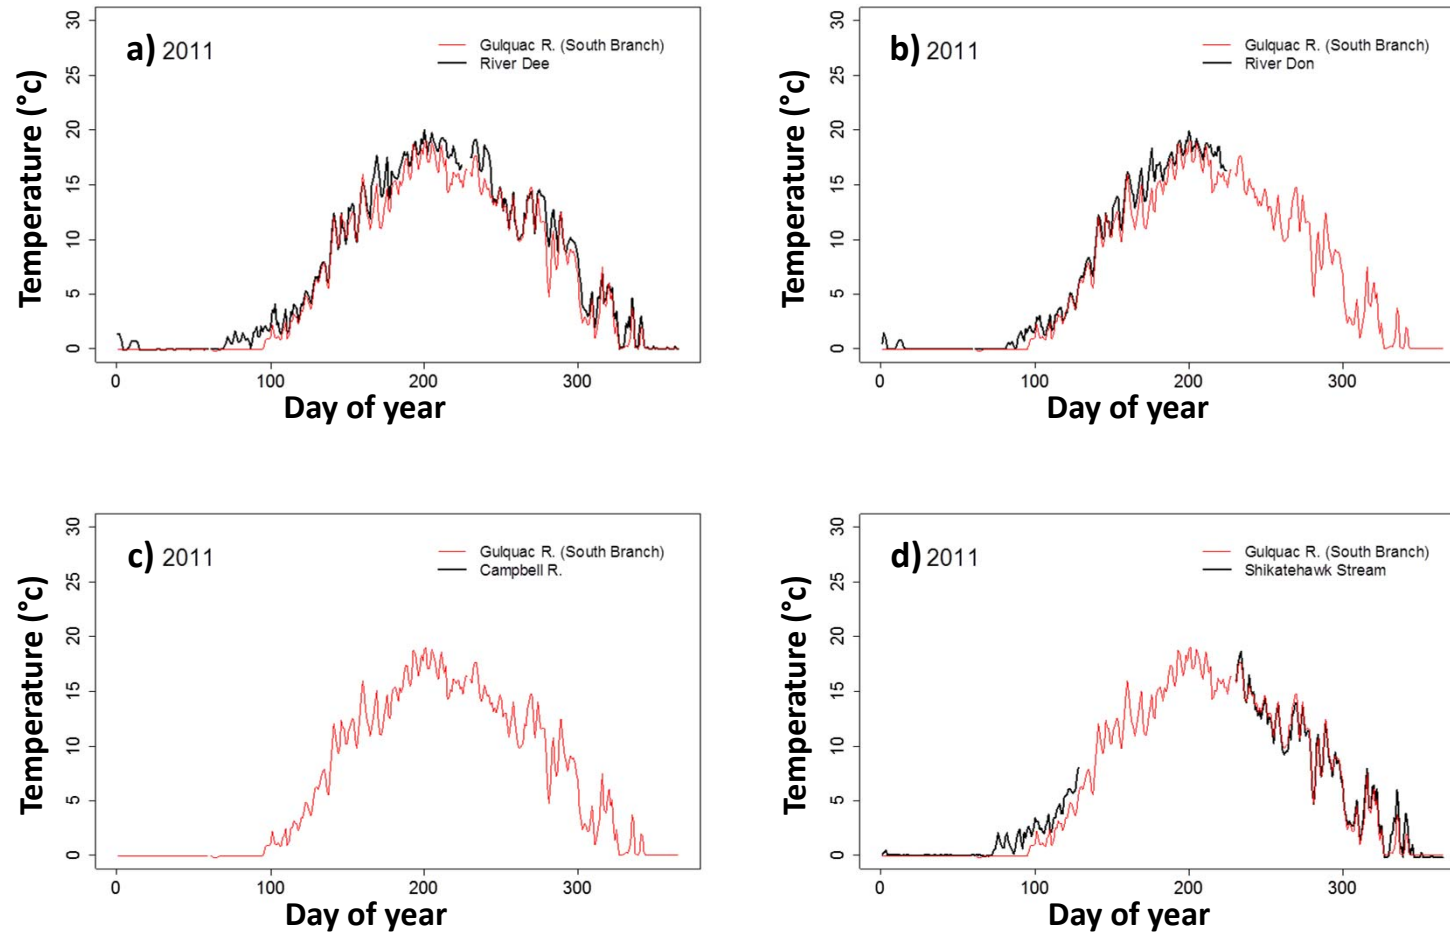 a) 2011
Gulquac R. (South Branch)
River Dee
Temperature (°c)
30
25
20
15
10
5
0
0 100 200 300
Day of year
b) 2011
Gulquac R. (South Branch)
River Don
Temperature (°c)
30
25
20
15
10
5
0
0 100 200 300
Day of year
c) 2011
Gulquac R. (South Branch)
Campbell R.
Temperature (°c)
30
25
20
15
10
5
0
0 100 200 300
Day of year
d) 2011
Gulquac R. (South Branch)
Shikatehawk Stream
Temperature (°c)
30
25
20
15
10
5
0
0 100 200 300
Day of year